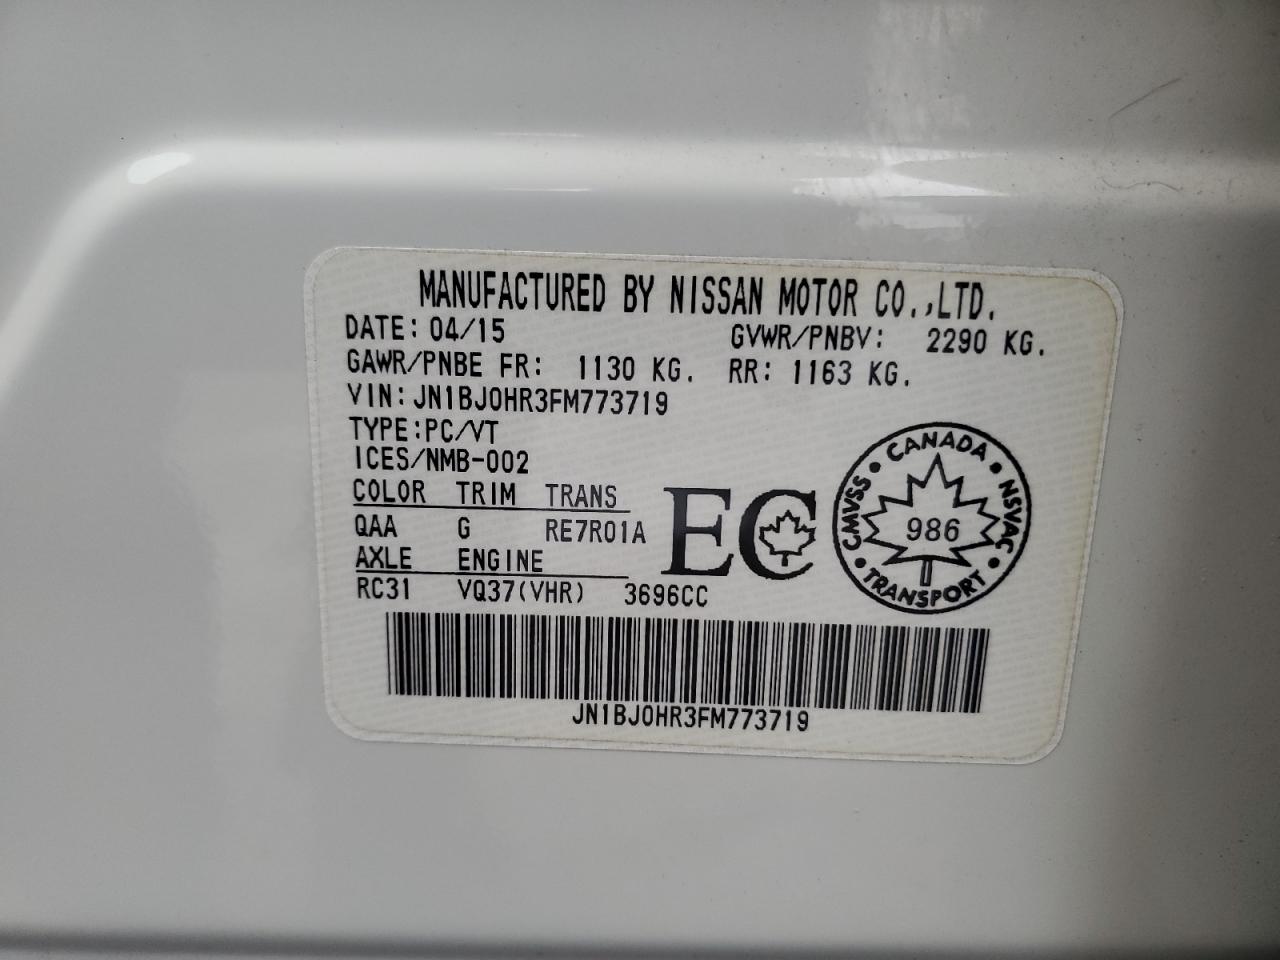 MANUFACTURED BY NISSAN MOTOR CO.,LTD.
DATE: 04/15 GVWR/PNBV: 2290 KG.
GAWR/PNBE FR: 1130 KG. RR: 1163 KG.
VIN: JN1BJ0HR3FM773719
TYPE:PC/VT
ICES/NMB-002
COLOR TRIM TRANS
QAA G RE7R01A
AXLE ENGINE
RC31 VQ37(VHR) 3696CC
EC
CANADA
CMVSS • NSVAC
986
TRANSPORT
JN1BJ0HR3FM773719